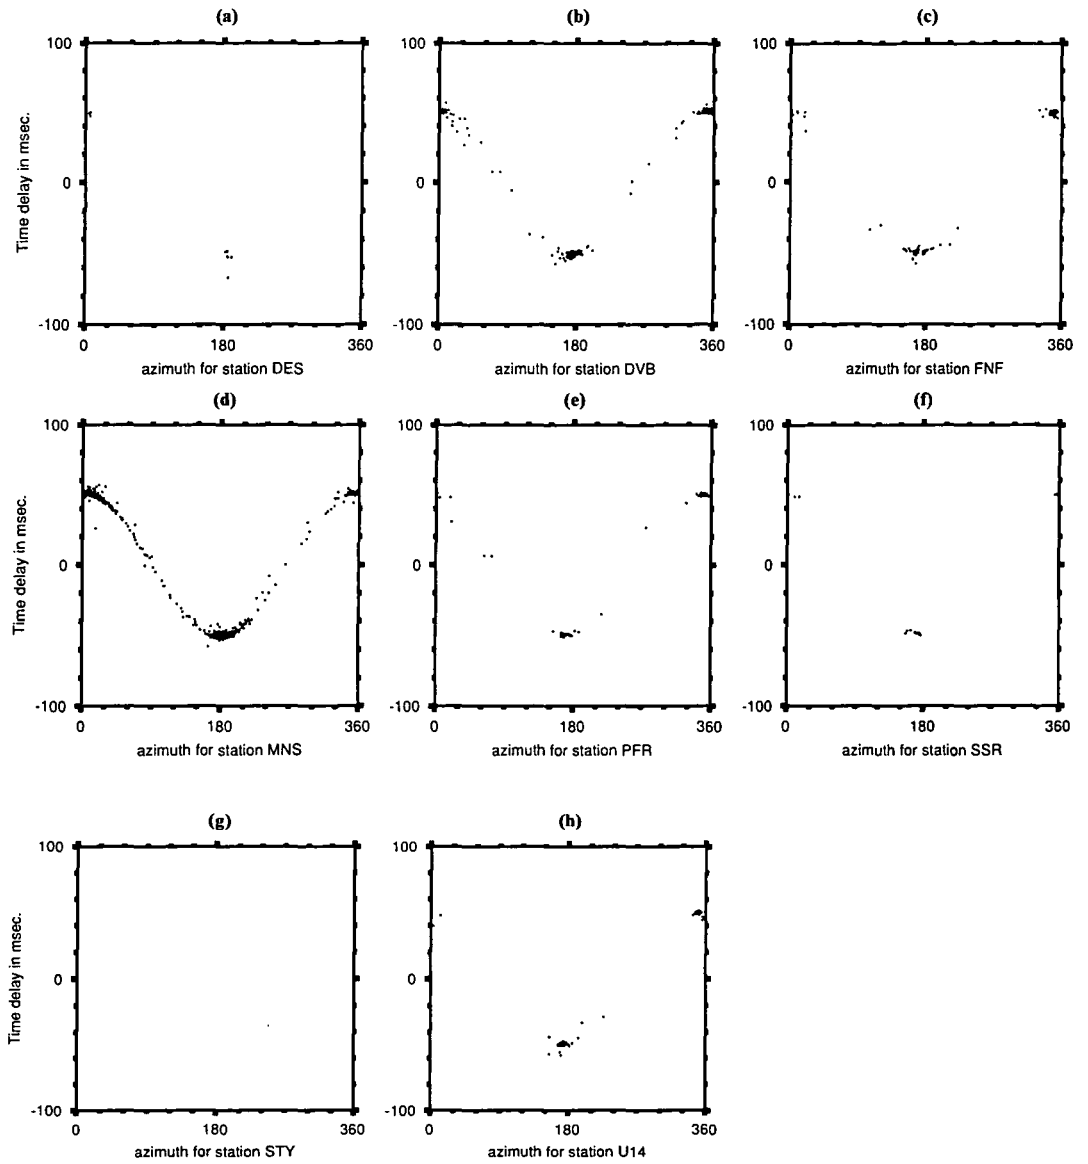 (a) (b) (c)
100 100 100
Time delay in msec.
0 0 0
-100 -100 -100
0 180 360 0 180 360 0 180 360
azimuth for station DES azimuth for station DVB azimuth for station FNF
(d) (e) (f)
100 100 100
Time delay in msec.
0 0 0
-100 -100 -100
0 180 360 0 180 360 0 180 360
azimuth for station MNS azimuth for station PFR azimuth for station SSR
(g) (h)
100 100
Time delay in msec.
0 0
-100 -100
0 180 360 0 180 360
azimuth for station STY azimuth for station U14